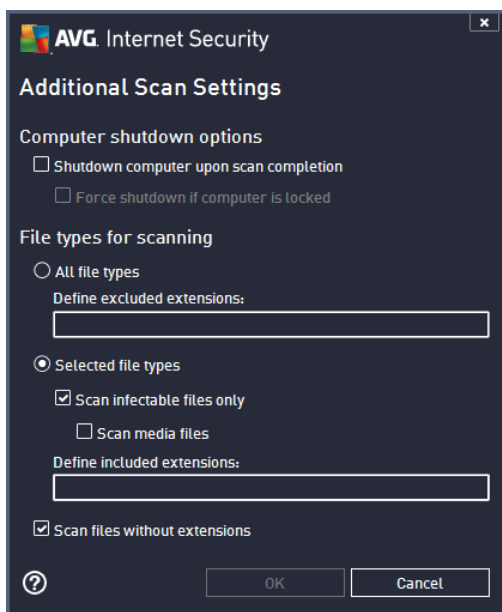 AVG. Internet Security
x
Additional Scan Settings
Computer shutdown options
Shutdown computer upon scan completion
Force shutdown if computer is locked
File types for scanning
All file types
Define excluded extensions:
Selected file types
Scan infectable files only
Scan media files
Define included extensions:
Scan files without extensions
?
OK
Cancel